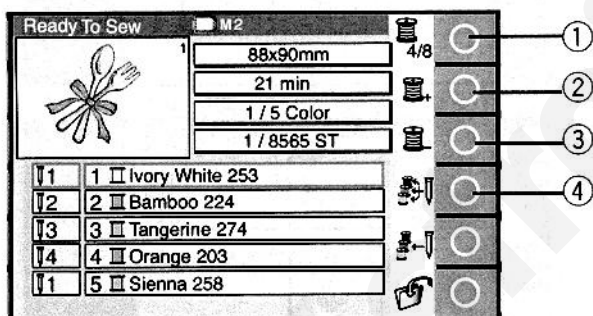 Ready To Sew M2
1
88x90mm
4/8
21 min
+
1 / 5 Color
1 / 8565 ST
-
1 1 Ivory White 253
2 2 Bamboo 224
3 3 Tangerine 274
4 4 Orange 203
1 5 Sienna 258
①
②
③
④